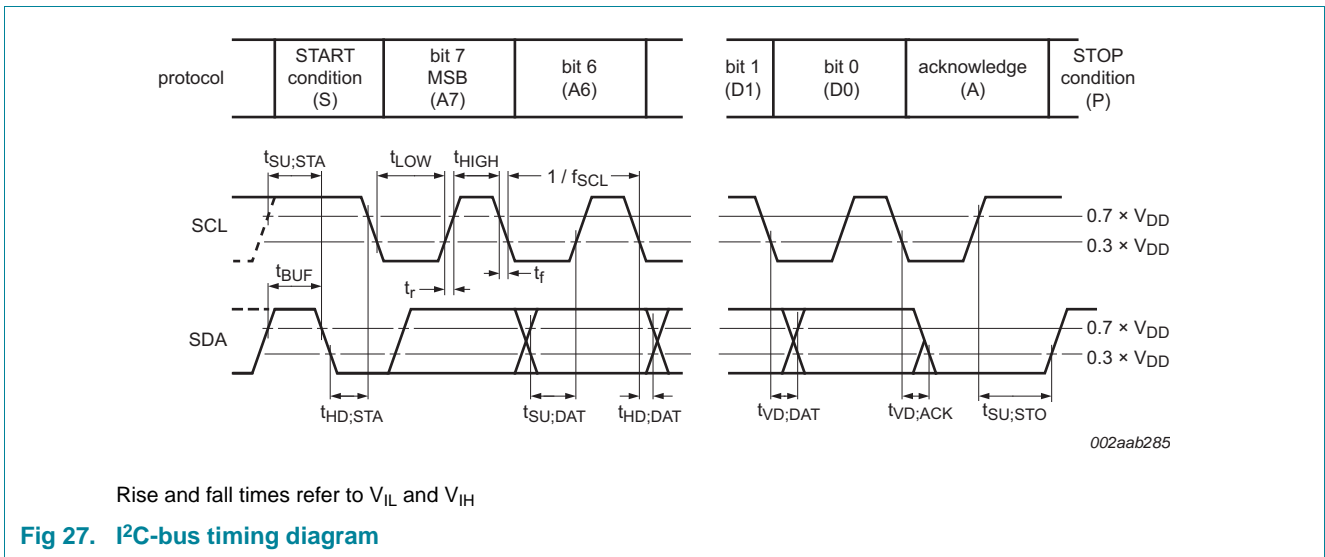 protocol
START condition (S)
bit 7 MSB (A7)
bit 6 (A6)
bit 1 (D1)
bit 0 (D0)
acknowledge (A)
STOP condition (P)
tSU;STA
tLOW
tHIGH
1 / fSCL
SCL
0.7 × VDD
0.3 × VDD
tBUF
tr
tf
SDA
0.7 × VDD
0.3 × VDD
tHD;STA
tSU;DAT
tHD;DAT
tVD;DAT
tVD;ACK
tSU;STO
002aab285
Rise and fall times refer to VIL and VIH
Fig 27. I²C-bus timing diagram